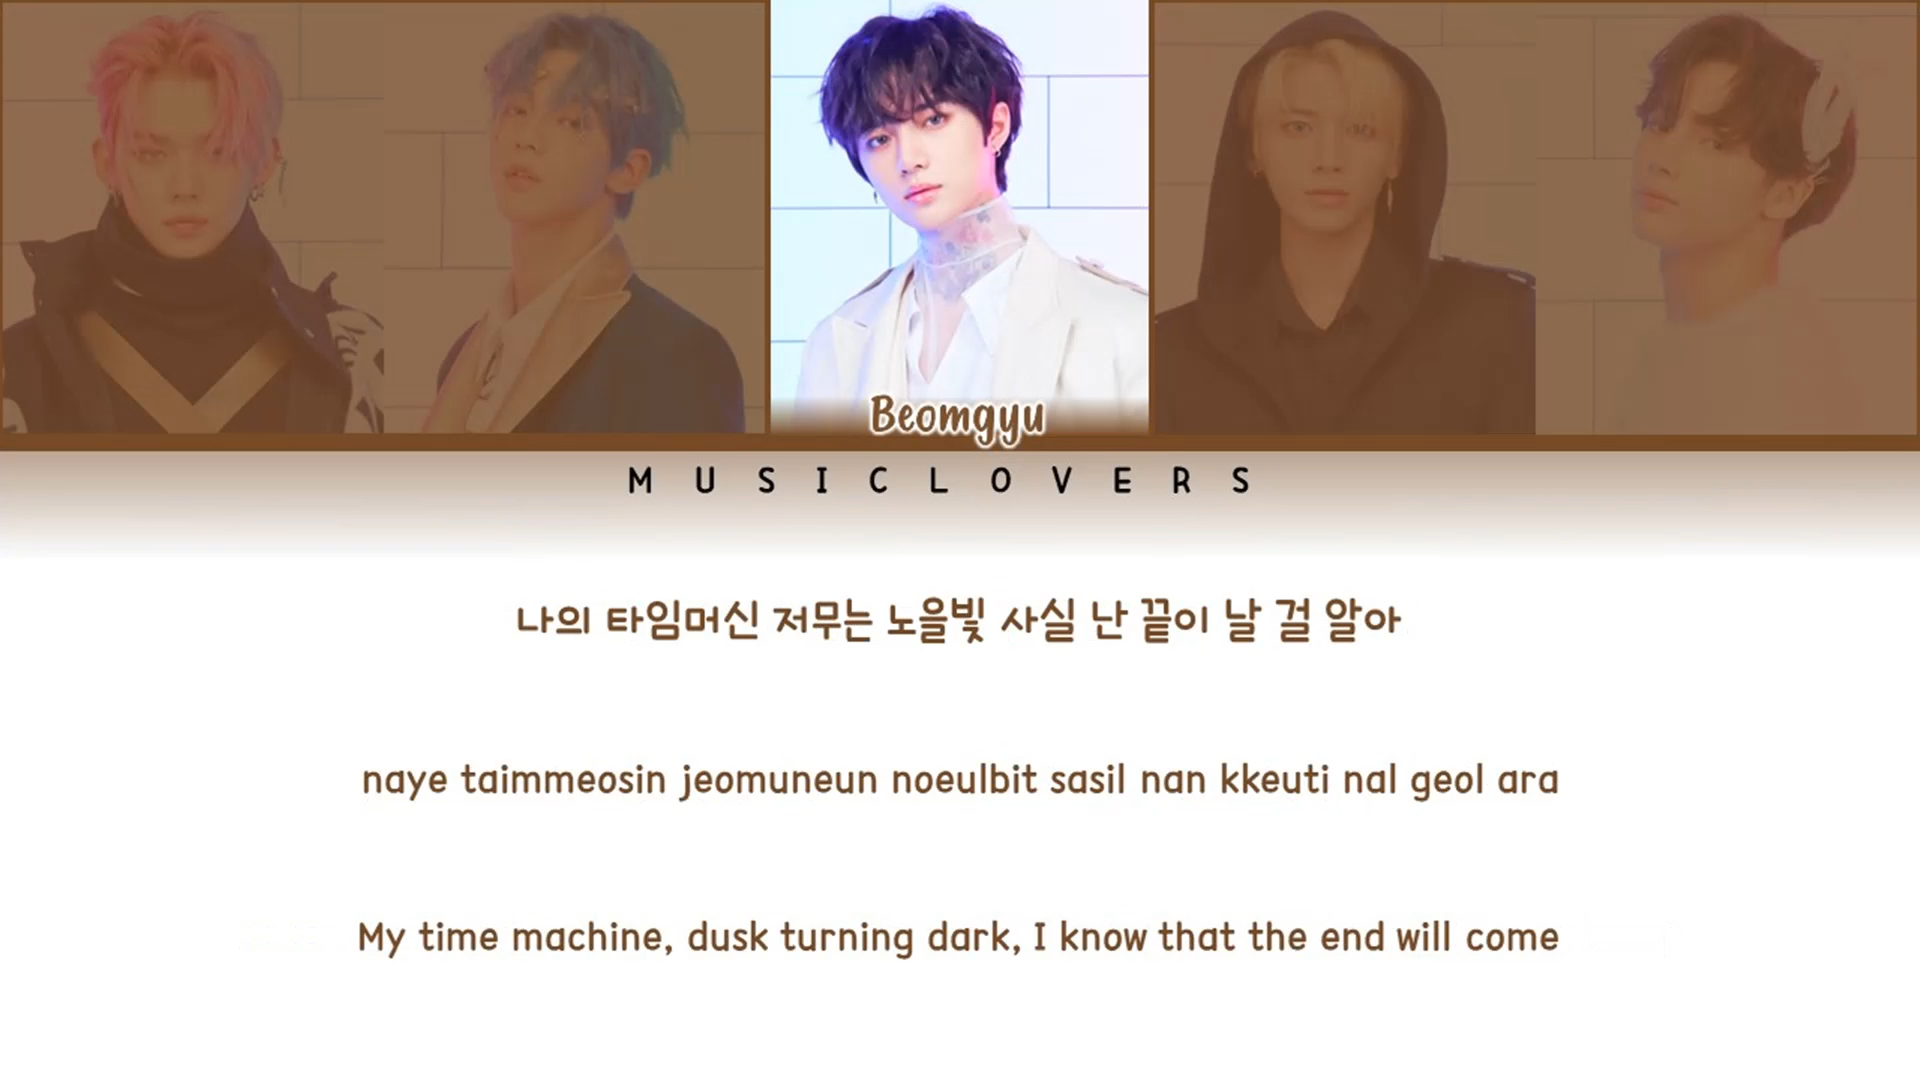 Beomgyu
MUSICLOVERS
나의 타임머신 저무는 노을빛 사실 난 끝이 날 걸 알아
naye taimmeosin jeomuneun noeulbit sasil nan kkeuti nal geol ara
My time machine, dusk turning dark, I know that the end will come